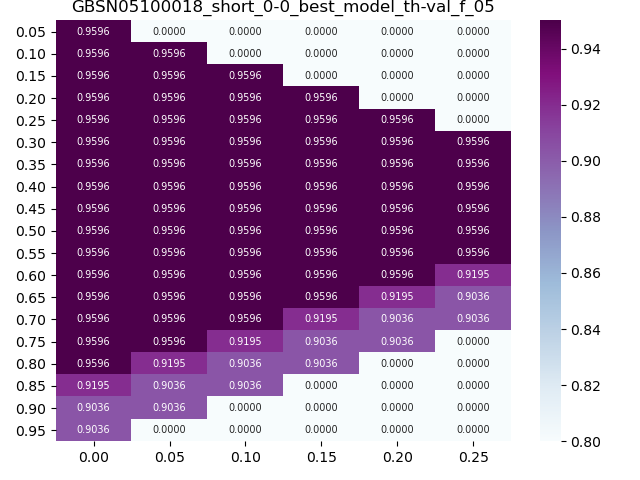 GBSN05100018_short_0-0_best_model_th-val_f_05
0.05 0.9596 0.0000 0.0000 0.0000 0.0000 0.0000
0.10 0.9596 0.9596 0.0000 0.0000 0.0000 0.0000
0.15 0.9596 0.9596 0.9596 0.0000 0.0000 0.0000
0.20 0.9596 0.9596 0.9596 0.9596 0.0000 0.0000
0.25 0.9596 0.9596 0.9596 0.9596 0.9596 0.0000
0.30 0.9596 0.9596 0.9596 0.9596 0.9596 0.9596
0.35 0.9596 0.9596 0.9596 0.9596 0.9596 0.9596
0.40 0.9596 0.9596 0.9596 0.9596 0.9596 0.9596
0.45 0.9596 0.9596 0.9596 0.9596 0.9596 0.9596
0.50 0.9596 0.9596 0.9596 0.9596 0.9596 0.9596
0.55 0.9596 0.9596 0.9596 0.9596 0.9596 0.9596
0.60 0.9596 0.9596 0.9596 0.9596 0.9596 0.9195
0.65 0.9596 0.9596 0.9596 0.9596 0.9195 0.9036
0.70 0.9596 0.9596 0.9596 0.9195 0.9036 0.9036
0.75 0.9596 0.9596 0.9195 0.9036 0.9036 0.0000
0.80 0.9596 0.9195 0.9036 0.9036 0.0000 0.0000
0.85 0.9195 0.9036 0.9036 0.0000 0.0000 0.0000
0.90 0.9036 0.9036 0.0000 0.0000 0.0000 0.0000
0.95 0.9036 0.0000 0.0000 0.0000 0.0000 0.0000
0.00 0.05 0.10 0.15 0.20 0.25
0.94
0.92
0.90
0.88
0.86
0.84
0.82
0.80